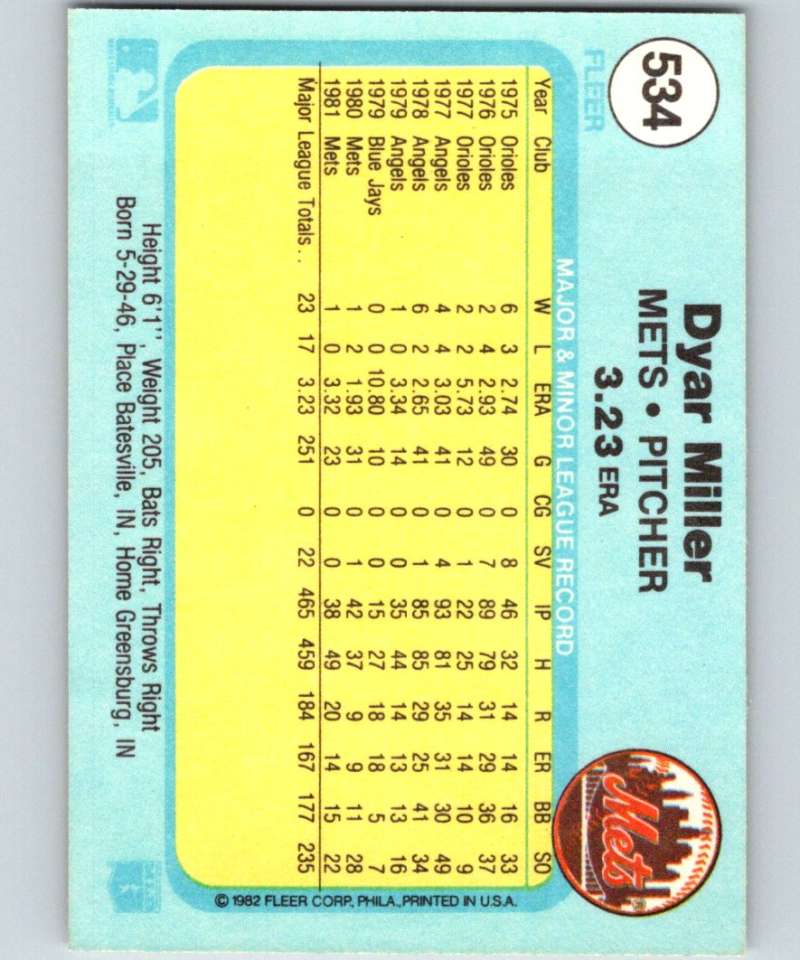 534
FLEER
Dyar Miller
METS • PITCHER
3.23 ERA
Mets
MAJOR & MINOR LEAGUE RECORD
Year Club W L ERA G CG SV IP H R ER BB SO
1975 Orioles 6 3 2.74 30 0 8 46 32 14 14 16 33
1976 Orioles 2 4 2.93 49 0 7 89 79 31 29 36 37
1977 Orioles 2 2 5.73 12 0 1 22 25 14 14 10 9
1977 Angels 4 4 3.03 41 0 4 93 81 35 31 30 49
1978 Angels 6 2 2.65 41 0 1 85 85 29 25 41 34
1979 Angels 1 0 3.34 14 0 0 35 44 14 13 13 16
1979 Blue Jays 0 0 10.80 10 0 0 15 27 18 18 5 7
1980 Mets 1 2 1.93 31 0 1 42 37 9 9 11 28
1981 Mets 1 0 3.32 23 0 0 38 49 20 14 15 22
Major League Totals . . 23 17 3.23 251 0 22 465 459 184 167 177 235
© 1982 FLEER CORP., PHILA., PRINTED IN U.S.A.
Height 6'1'', Weight 205, Bats Right, Throws Right
Born 5-29-46, Place Batesville, IN, Home Greensburg, IN